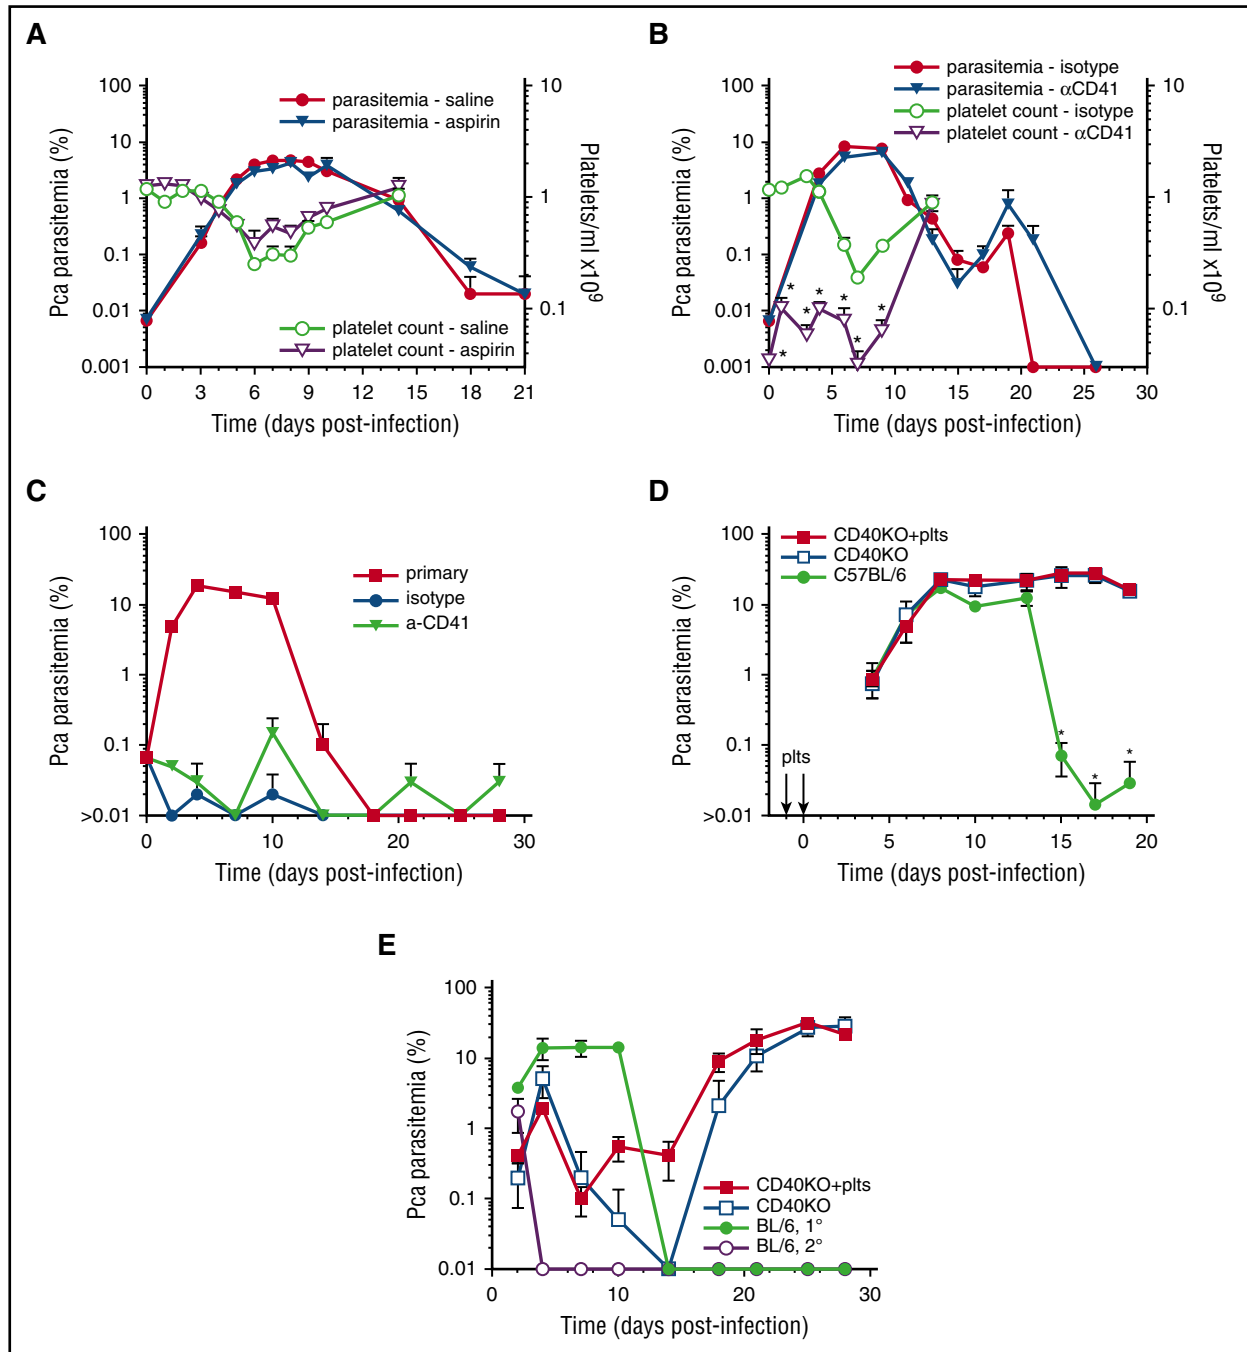 A
parasitemia - saline
parasitemia - aspirin
platelet count - saline
platelet count - aspirin
Pca parasitemia (%)
100
10
1
0.1
0.01
0.001
Platelets/ml x10⁹
10
1
0.1
0 3 6 9 12 15 18 21
Time (days post-infection)
B
parasitemia - isotype
parasitemia - αCD41
platelet count - isotype
platelet count - αCD41
Pca parasitemia (%)
100
10
1
0.1
0.01
0.001
* * * * * * *
Platelets/ml x10⁹
10
1
0.1
0 5 10 15 20 25 30
Time (days post-infection)
C
primary
isotype
a-CD41
Pca parasitemia (%)
100
10
1
0.1
>0.01
0 10 20 30
Time (days post-infection)
D
CD40KO+plts
CD40KO
C57BL/6
Pca parasitemia (%)
100
10
1
0.1
>0.01
plts
* * *
0 5 10 15 20
Time (days post-infection)
E
Pca parasitemia (%)
100
10
1
0.1
0.01
CD40KO+plts
CD40KO
BL/6, 1°
BL/6, 2°
0 10 20 30
Time (days post-infection)